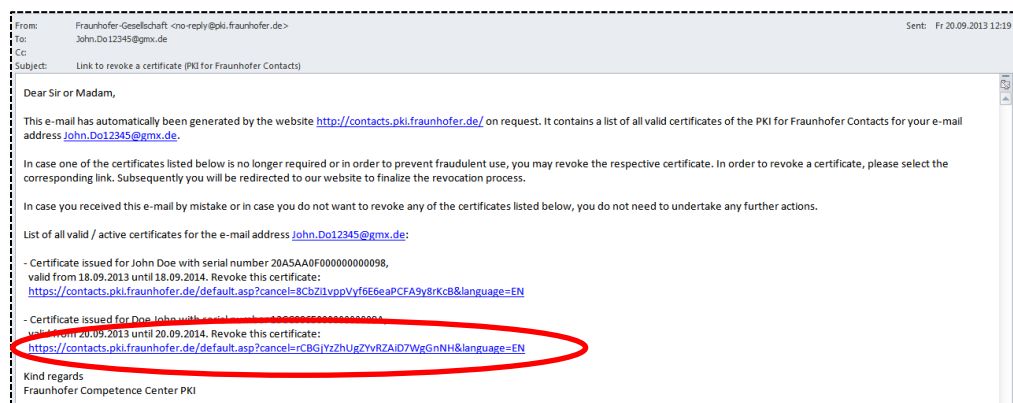 From: Fraunhofer-Gesellschaft <no-reply@pki.fraunhofer.de> Sent: Fr 20.09.2013 12:19
To: John.Do12345@gmx.de
Cc:
Subject: Link to revoke a certificate (PKI for Fraunhofer Contacts)
Dear Sir or Madam,
This e-mail has automatically been generated by the website http://contacts.pki.fraunhofer.de/ on request. It contains a list of all valid certificates of the PKI for Fraunhofer Contacts for your e-mail
address John.Do12345@gmx.de.
In case one of the certificates listed below is no longer required or in order to prevent fraudulent use, you may revoke the respective certificate. In order to revoke a certificate, please select the
corresponding link. Subsequently you will be redirected to our website to finalize the revocation process.
In case you received this e-mail by mistake or in case you do not want to revoke any of the certificates listed below, you do not need to undertake any further actions.
List of all valid / active certificates for the e-mail address John.Do12345@gmx.de:
- Certificate issued for John Doe with serial number 20A5AA0F000000000098,
valid from 18.09.2013 until 18.09.2014. Revoke this certificate:
https://contacts.pki.fraunhofer.de/default.asp?cancel=8CbZi1vppVyf6E6eaPCFA9y8rKcB&language=EN
- Certificate issued for Doe John with serial number
valid from 20.09.2013 until 20.09.2014. Revoke this certificate:
https://contacts.pki.fraunhofer.de/default.asp?cancel=rCBGjYzZhUgZYvRZAiD7WgGnNH&language=EN
Kind regards
Fraunhofer Competence Center PKI